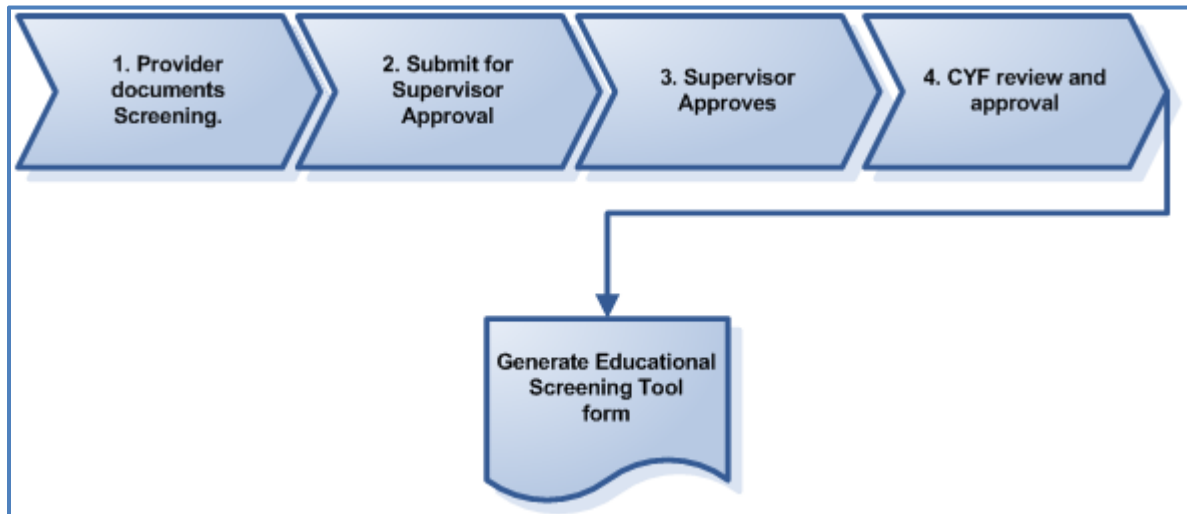 1. Provider
documents
Screening.
2. Submit for
Supervisor
Approval
3. Supervisor
Approves
4. CYF review and
approval
Generate Educational
Screening Tool
form